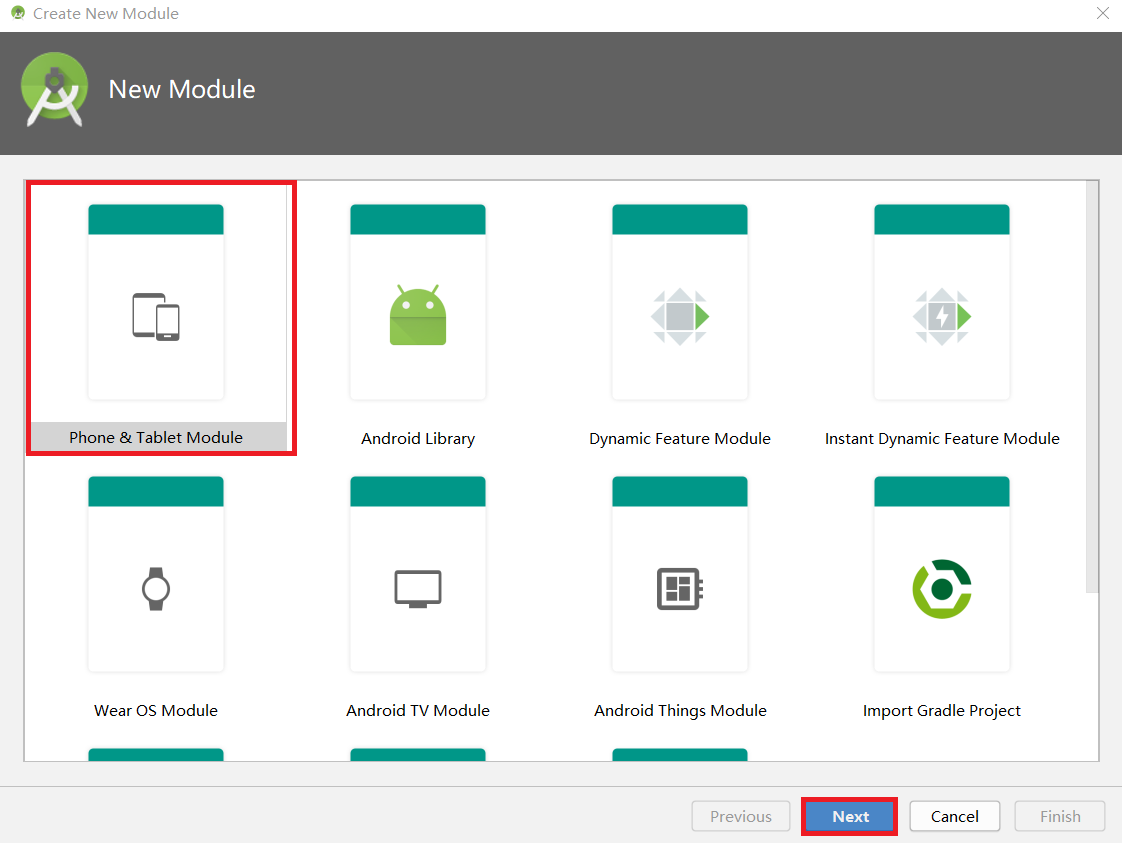 Create New Module
New Module
Phone & Tablet Module
Android Library
Dynamic Feature Module
Instant Dynamic Feature Module
Wear OS Module
Android TV Module
Android Things Module
Import Gradle Project
Previous
Next
Cancel
Finish